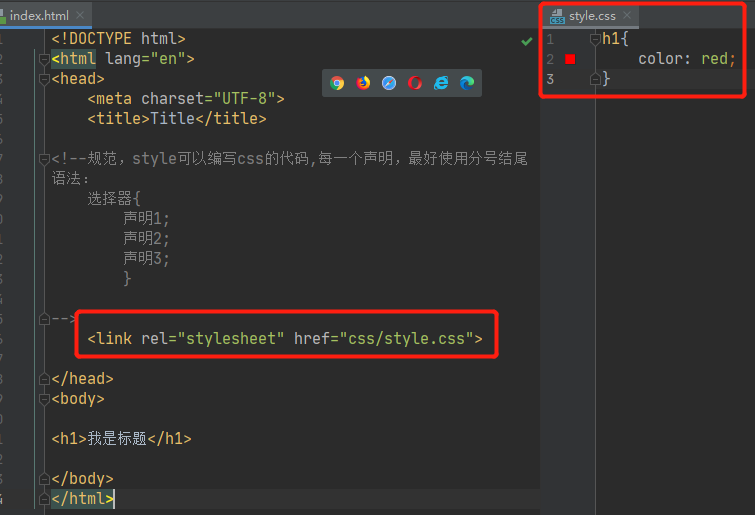 index.html
<!DOCTYPE html>
<html lang="en">
<head>
<meta charset="UTF-8">
<title>Title</title>
<!--规范，style可以编写css的代码,每一个声明，最好使用分号结尾
语法：
选择器{
声明1;
声明2;
声明3;
}
-->
<link rel="stylesheet" href="css/style.css">
</head>
<body>
<h1>我是标题</h1>
</body>
</html>
style.css
1 h1{
2 color: red;
3 }